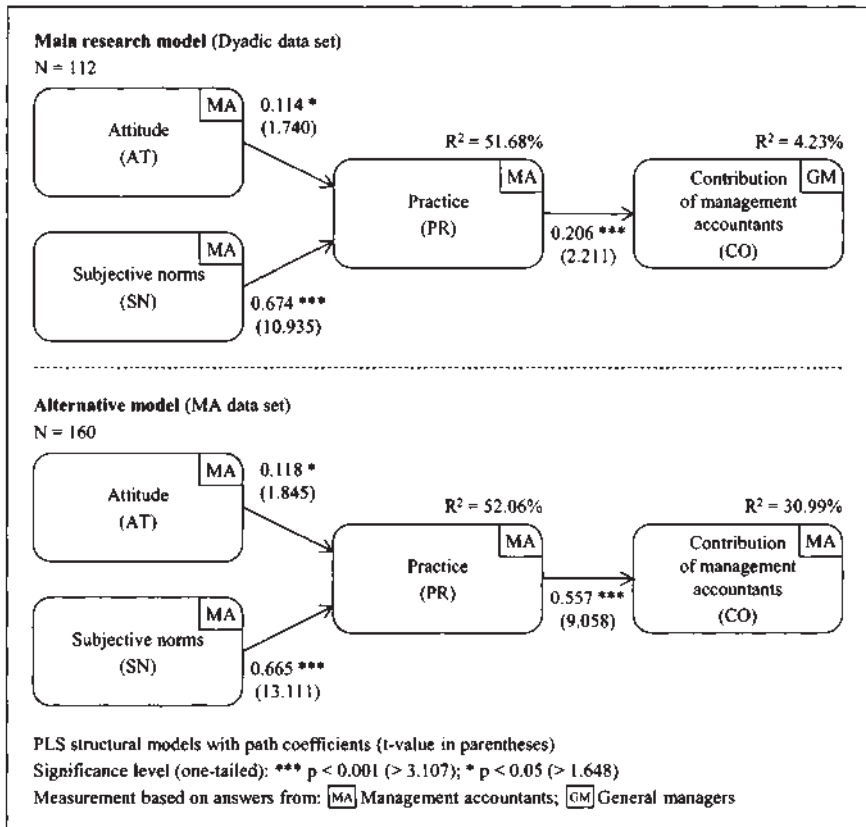 Main research model (Dyadic data set)
N = 112
MA
Attitude
(AT)
0.114 *
(1.740)
R² = 51.68%
MA
Practice
(PR)
R² = 4.23%
GM
Contribution
of management
accountants
(CO)
0.206 ***
(2.211)
MA
Subjective norms
(SN)
0.674 ***
(10.935)
Alternative model (MA data set)
N = 160
MA
Attitude
(AT)
0.118 *
(1.845)
R² = 52.06%
MA
Practice
(PR)
R² = 30.99%
MA
Contribution
of management
accountants
(CO)
0.557 ***
(9.058)
MA
Subjective norms
(SN)
0.665 ***
(13.111)
PLS structural models with path coefficients (t-value in parentheses)
Significance level (one-tailed): *** p < 0.001 (> 3.107); * p < 0.05 (> 1.648)
Measurement based on answers from: MA Management accountants; GM General managers